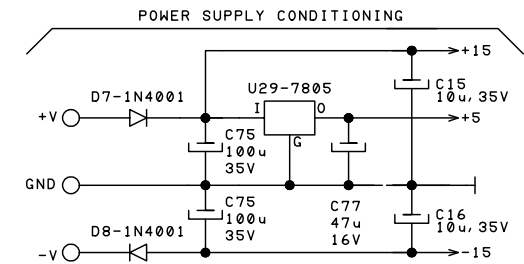 POWER SUPPLY CONDITIONING
+15
U29-7805
C15
10u, 35V
D7-1N4001
+V
I
O
+5
G
C75
100u
35V
GND
C75
100u
35V
C77
47u
16V
C16
10u, 35V
D8-1N4001
-V
-15